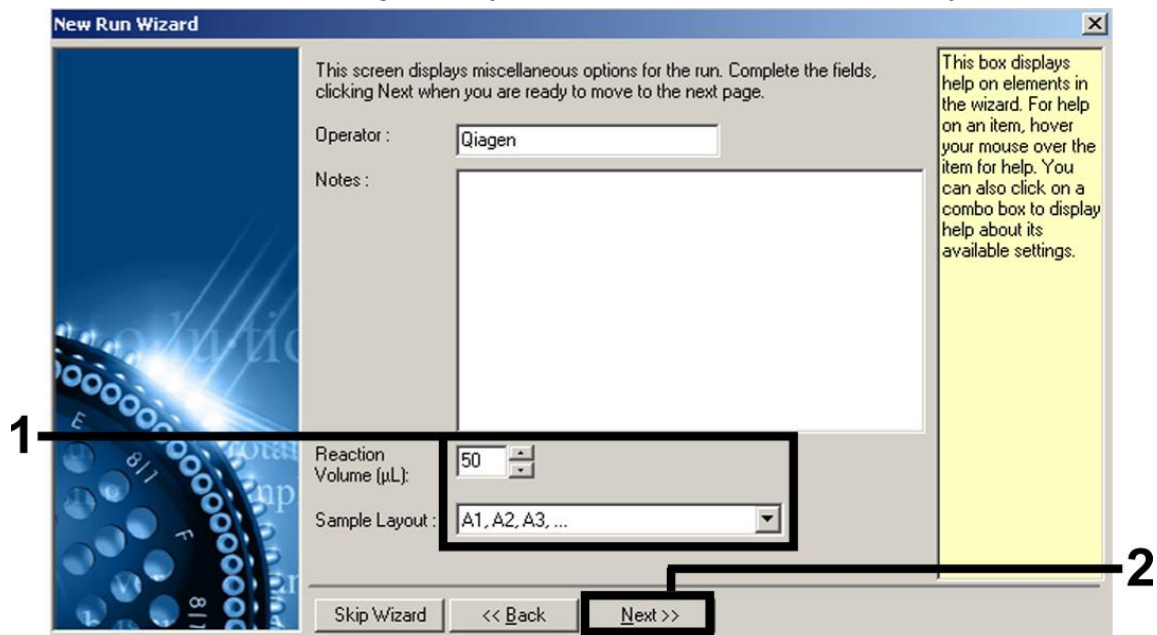 New Run Wizard
This screen displays miscellaneous options for the run. Complete the fields,
clicking Next when you are ready to move to the next page.
Operator :
Qiagen
Notes :
Reaction
Volume (µL):
50
Sample Layout :
A1, A2, A3, ...
Skip Wizard
<< Back
Next >>
This box displays
help on elements in
the wizard. For help
on an item, hover
your mouse over the
item for help. You
can also click on a
combo box to display
help about its
available settings.
1
2
E
8|1
F
8|1